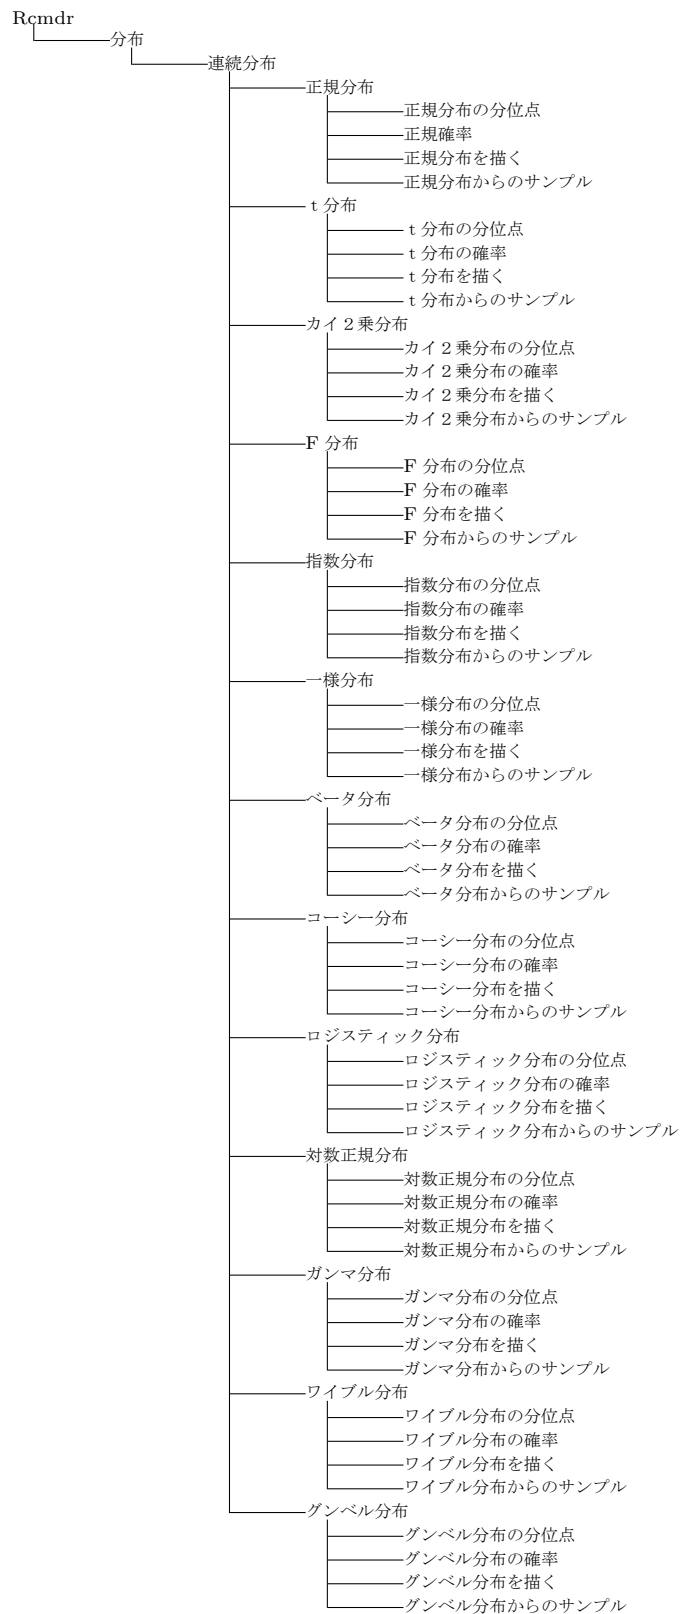 Rcmdr
分布
連続分布
正規分布
正規分布の分位点
正規確率
正規分布を描く
正規分布からのサンプル
ｔ分布
ｔ分布の分位点
ｔ分布の確率
ｔ分布を描く
ｔ分布からのサンプル
カイ２乗分布
カイ２乗分布の分位点
カイ２乗分布の確率
カイ２乗分布を描く
カイ２乗分布からのサンプル
F 分布
F 分布の分位点
F 分布の確率
F 分布を描く
F 分布からのサンプル
指数分布
指数分布の分位点
指数分布の確率
指数分布を描く
指数分布からのサンプル
一様分布
一様分布の分位点
一様分布の確率
一様分布を描く
一様分布からのサンプル
ベータ分布
ベータ分布の分位点
ベータ分布の確率
ベータ分布を描く
ベータ分布からのサンプル
コーシー分布
コーシー分布の分位点
コーシー分布の確率
コーシー分布を描く
コーシー分布からのサンプル
ロジスティック分布
ロジスティック分布の分位点
ロジスティック分布の確率
ロジスティック分布を描く
ロジスティック分布からのサンプル
対数正規分布
対数正規分布の分位点
対数正規分布の確率
対数正規分布を描く
対数正規分布からのサンプル
ガンマ分布
ガンマ分布の分位点
ガンマ分布の確率
ガンマ分布を描く
ガンマ分布からのサンプル
ワイブル分布
ワイブル分布の分位点
ワイブル分布の確率
ワイブル分布を描く
ワイブル分布からのサンプル
グンベル分布
グンベル分布の分位点
グンベル分布の確率
グンベル分布を描く
グンベル分布からのサンプル